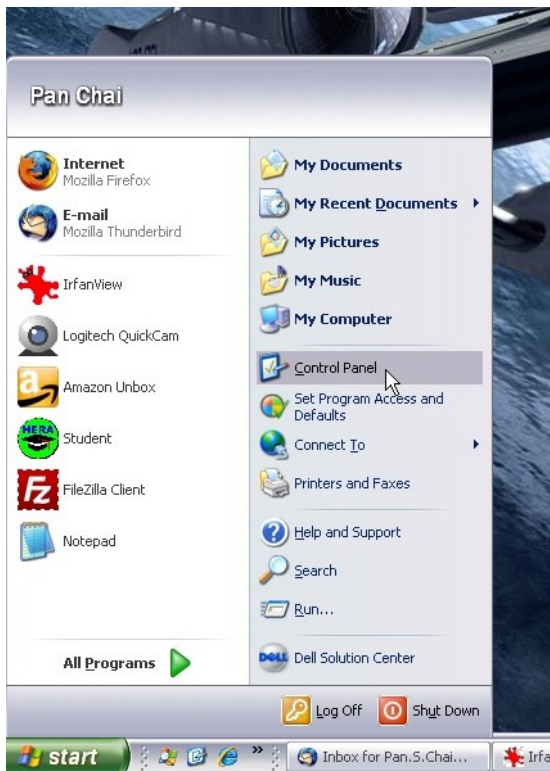 Pan Chai
Internet
Mozilla Firefox
E-mail
Mozilla Thunderbird
IrfanView
Logitech QuickCam
Amazon Unbox
HERA
Student
Fz
FileZilla Client
Notepad
All Programs
My Documents
My Recent Documents
My Pictures
My Music
My Computer
Control Panel
Set Program Access and
Defaults
Connect To
Printers and Faxes
Help and Support
Search
Run...
DELL
Dell Solution Center
Log Off
Shut Down
start
Inbox for Pan.S.Chai...
Irfa